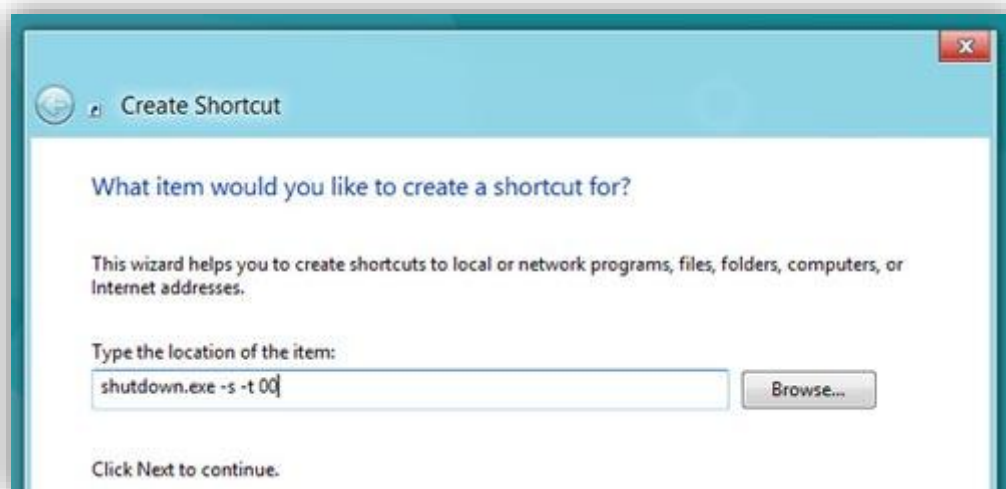 Create Shortcut
What item would you like to create a shortcut for?
This wizard helps you to create shortcuts to local or network programs, files, folders, computers, or
Internet addresses.
Type the location of the item:
shutdown.exe -s -t 00
Browse...
Click Next to continue.